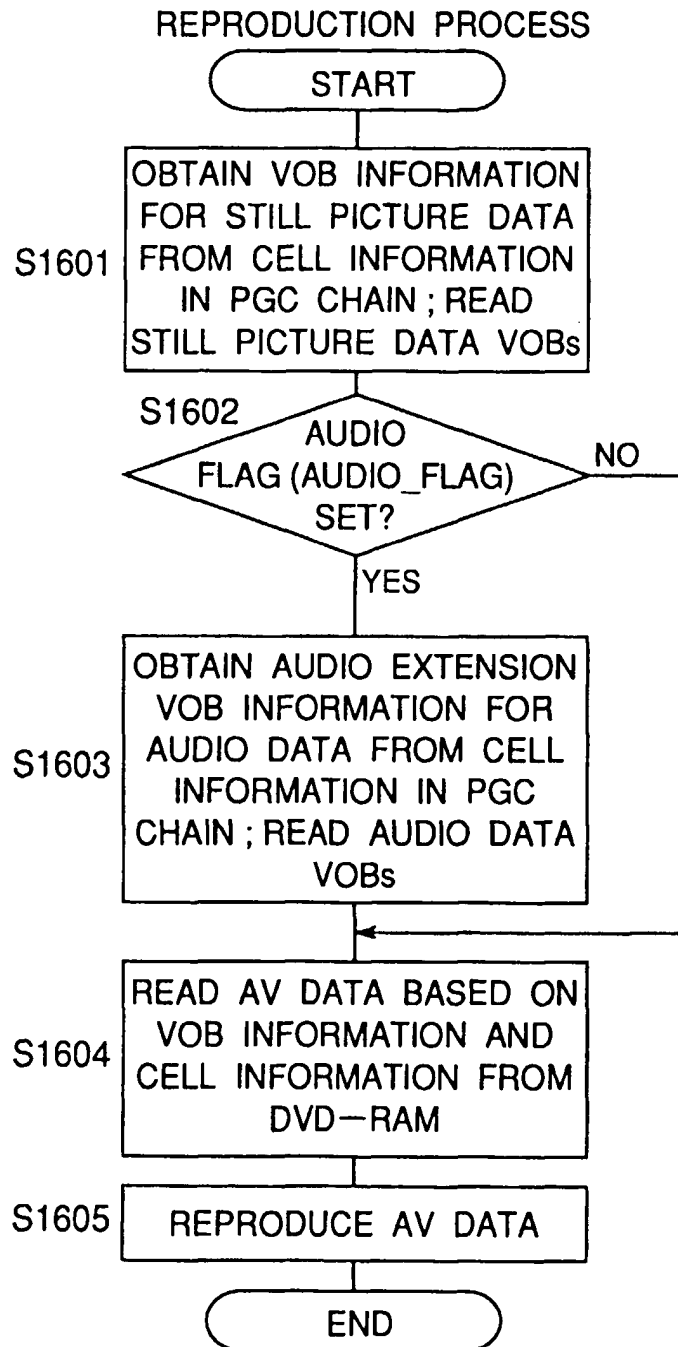 REPRODUCTION PROCESS
START
S1601
OBTAIN VOB INFORMATION
FOR STILL PICTURE DATA
FROM CELL INFORMATION
IN PGC CHAIN ; READ
STILL PICTURE DATA VOBs
S1602
AUDIO
FLAG (AUDIO_FLAG)
SET?
NO
YES
S1603
OBTAIN AUDIO EXTENSION
VOB INFORMATION FOR
AUDIO DATA FROM CELL
INFORMATION IN PGC
CHAIN ; READ AUDIO DATA
VOBs
S1604
READ AV DATA BASED ON
VOB INFORMATION AND
CELL INFORMATION FROM
DVD—RAM
S1605
REPRODUCE AV DATA
END